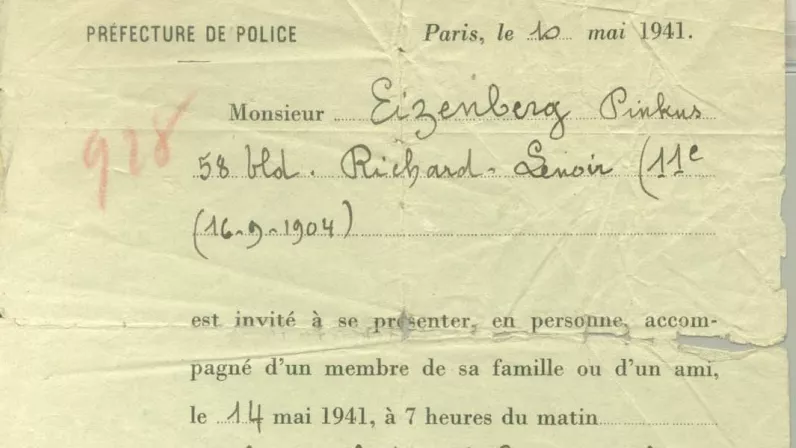 PRÉFECTURE DE POLICE
Paris, le 10 mai 1941.
Monsieur Eizenberg Pinkus
928
58 bld. Richard-Lenoir (11e
(16-9-1904)
est invité à se présenter, en personne, accom-
pagné d'un membre de sa famille ou d'un ami,
le 14 mai 1941, à 7 heures du matin